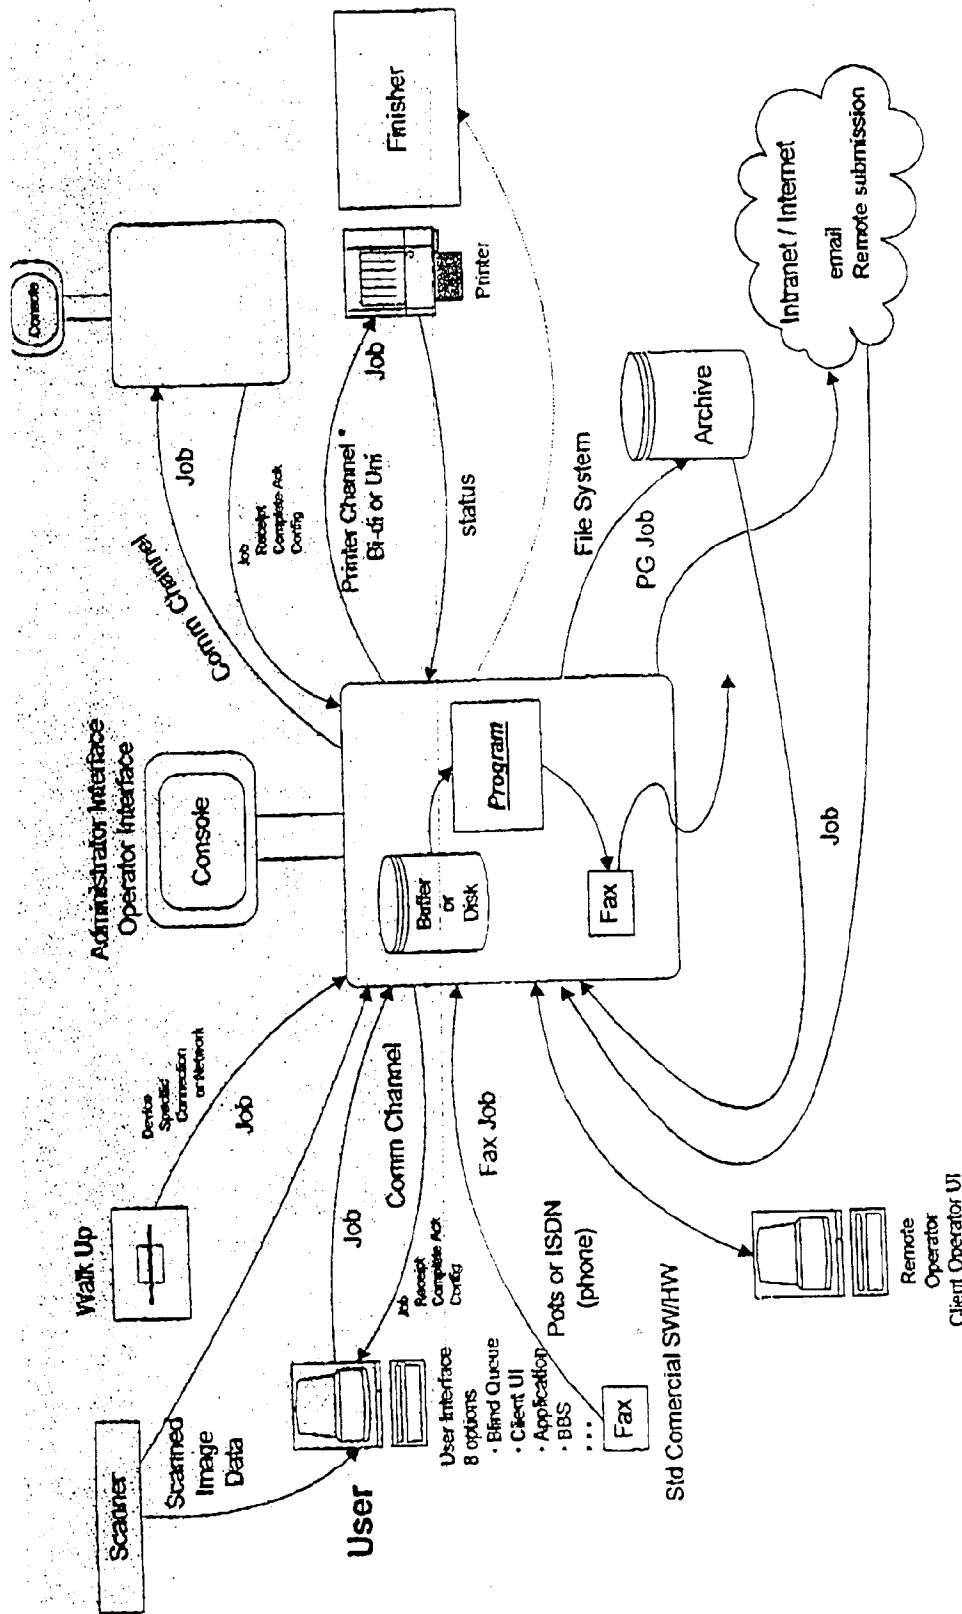 Scanner
Scanned
Image
Data
Walk Up
Device
Specific
Connection
or Network
Job
Administrator Interface
Operator Interface
Console
Comm Channel
Job
Console
Job
Receipt
Complete Ack
Config
User
User Interface
8 options
· Blind Queue
· Client UI
· Application
· BBS
...
Job
Comm Channel
Job
Receipt
Complete Ack
Config
Buffer
or
Disk
Program
Fax
Printer Channel *
Bi-di or Uni
Job
status
Printer
Finisher
Fax Job
Pots or ISDN
(phone)
Fax
Std Comercial SW/HW
File System
PG Job
Archive
Job
Intranet / Internet
email
Remote submission
Remote
Operator
Client Operator UI